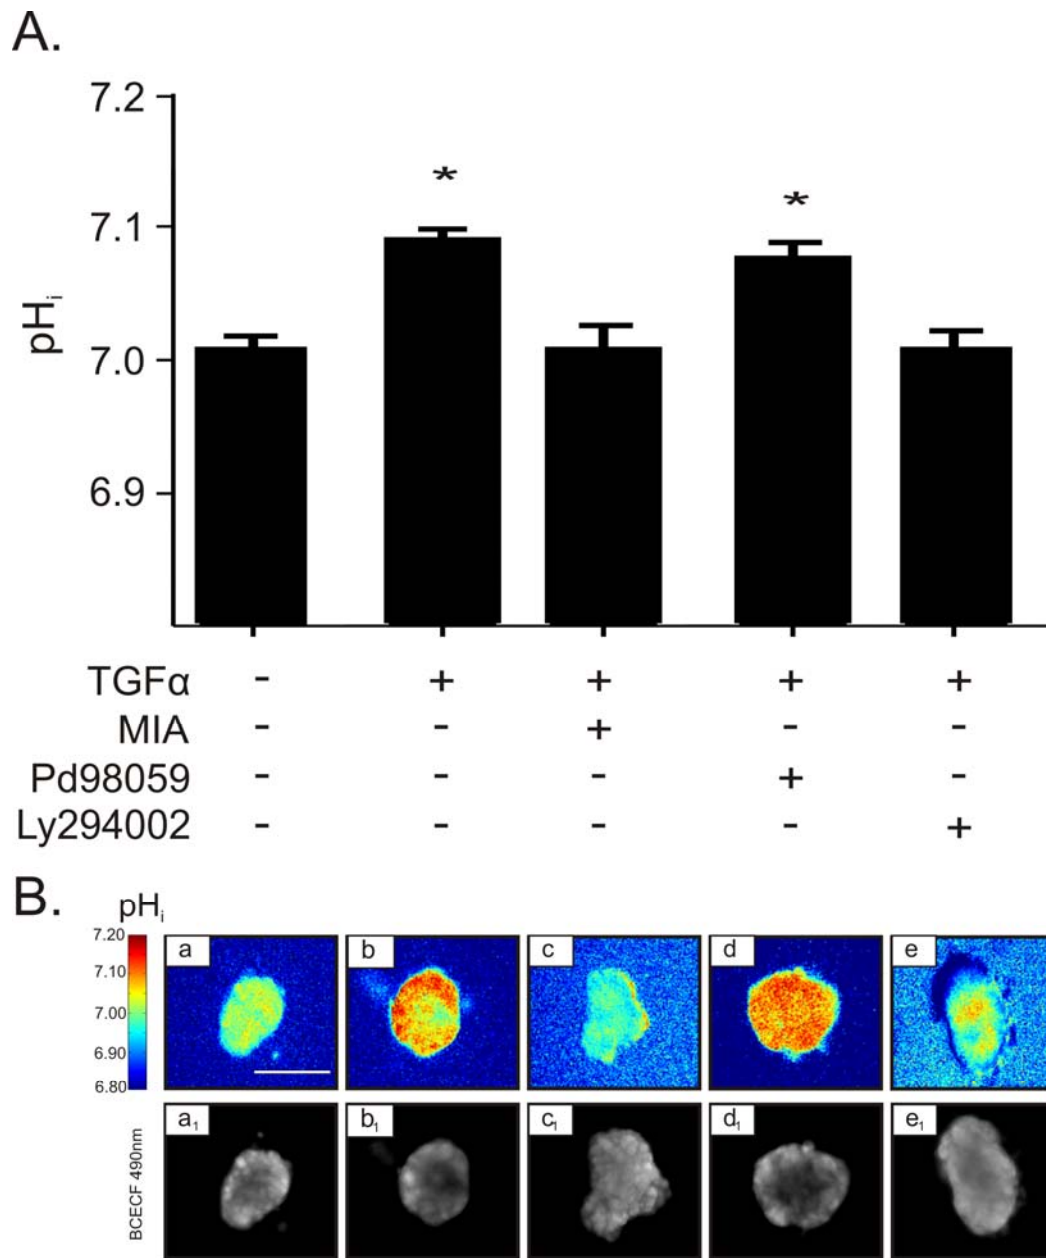 A.
7.2
7.1
7.0
6.9
pHi
* *
TGFα - + + + +
MIA - - + - -
Pd98059 - - - + -
Ly294002 - - - - +
B.
pHi
7.20
7.10
7.00
6.90
6.80
a b c d e
BCECF 490nm
a1 b1 c1 d1 e1